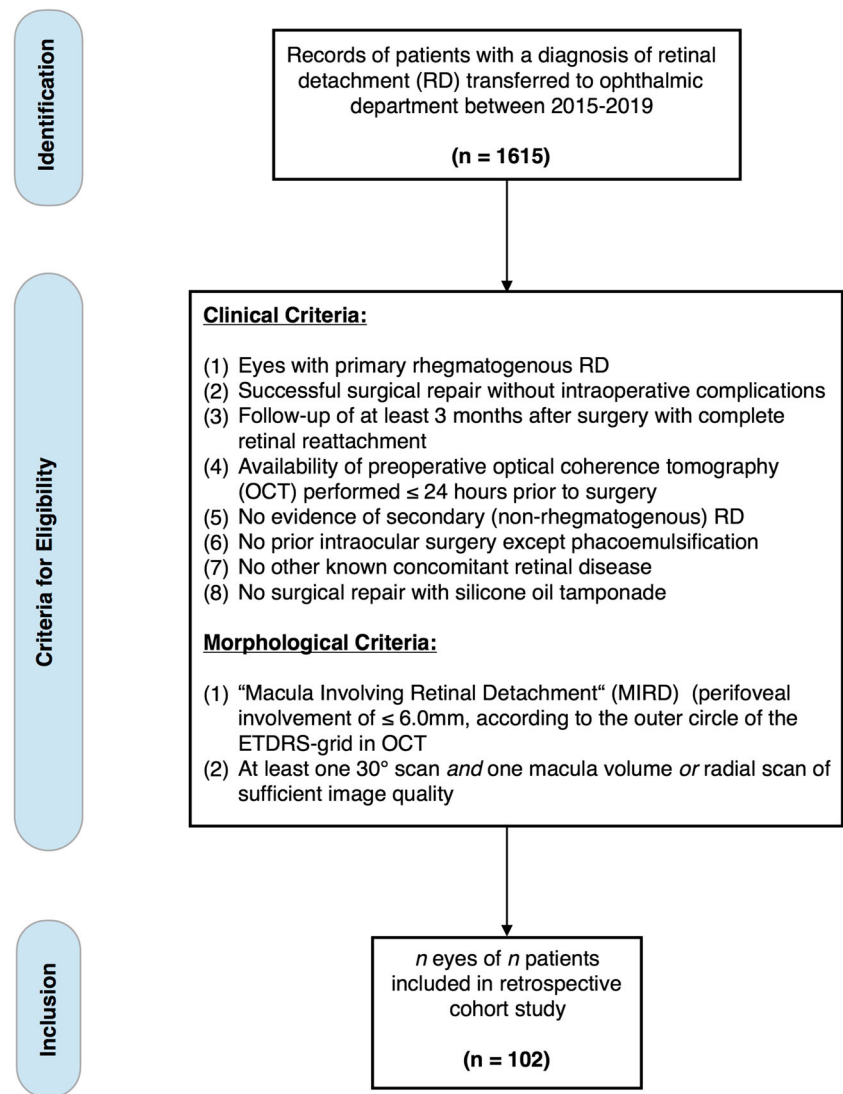 Identification
Records of patients with a diagnosis of retinal
detachment (RD) transferred to ophthalmic
department between 2015-2019
(n = 1615)
Criteria for Eligibility
Clinical Criteria:
(1) Eyes with primary rhegmatogenous RD
(2) Successful surgical repair without intraoperative complications
(3) Follow-up of at least 3 months after surgery with complete
retinal reattachment
(4) Availability of preoperative optical coherence tomography
(OCT) performed ≤ 24 hours prior to surgery
(5) No evidence of secondary (non-rhegmatogenous) RD
(6) No prior intraocular surgery except phacoemulsification
(7) No other known concomitant retinal disease
(8) No surgical repair with silicone oil tamponade
Morphological Criteria:
(1) “Macula Involving Retinal Detachment“ (MIRD) (perifoveal
involvement of ≤ 6.0mm, according to the outer circle of the
ETDRS-grid in OCT
(2) At least one 30° scan and one macula volume or radial scan of
sufficient image quality
Inclusion
n eyes of n patients
included in retrospective
cohort study
(n = 102)